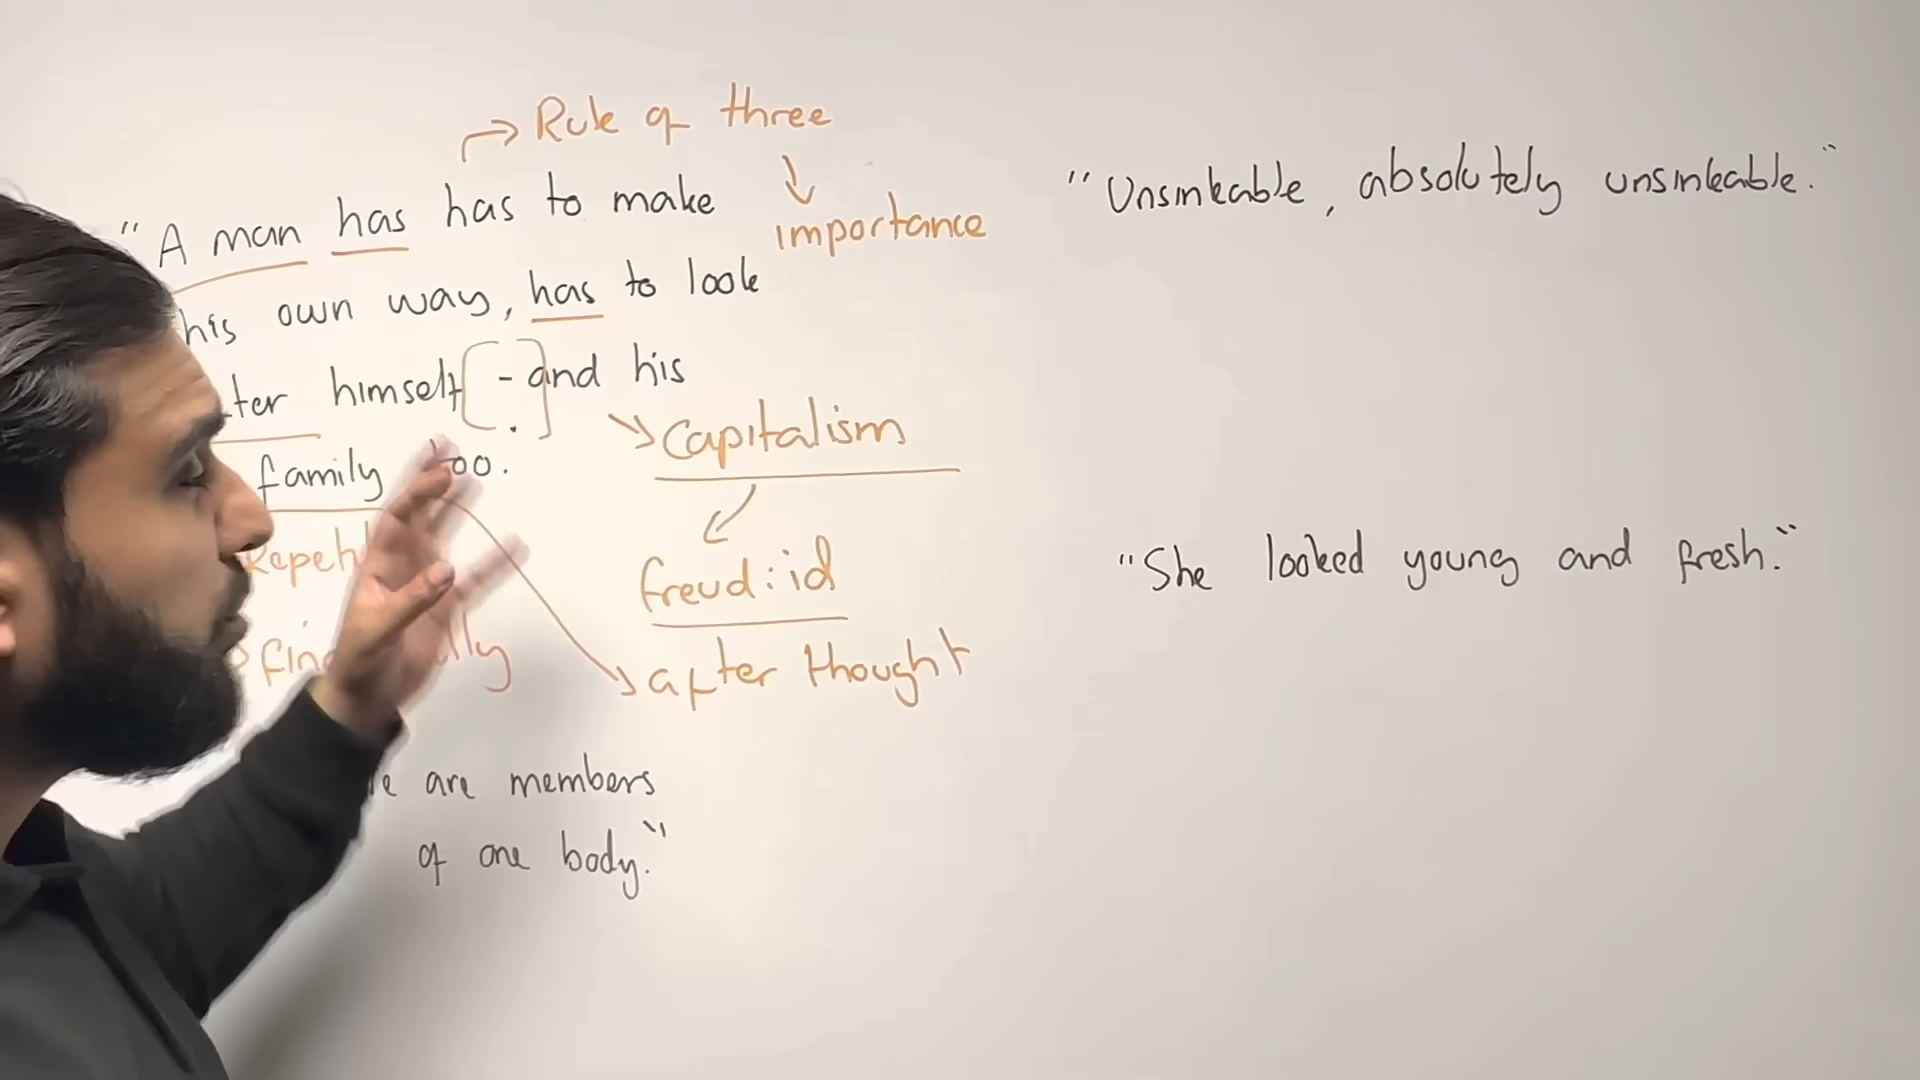 Rule of three
"A man has has to make
importance
his own way, has to look
himself - and his
family too.
Capitalism
freud: id
after thought
are members
of one body."
"Unsinkable, absolutely unsinkable."
"She looked young and fresh."